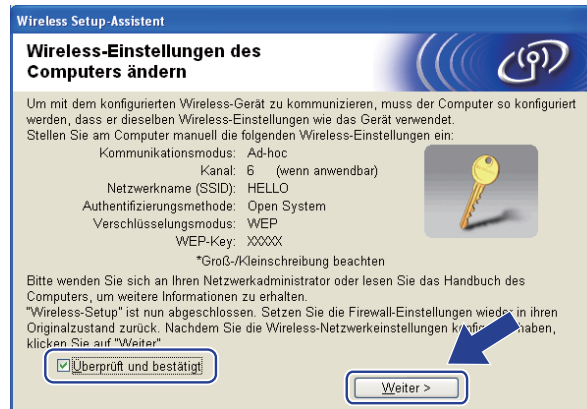 Wireless Setup-Assistent
Wireless-Einstellungen des
Computers ändern
Um mit dem konfigurierten Wireless-Gerät zu kommunizieren, muss der Computer so konfiguriert
werden, dass er dieselben Wireless-Einstellungen wie das Gerät verwendet.
Stellen Sie am Computer manuell die folgenden Wireless-Einstellungen ein:
Kommunikationsmodus: Ad-hoc
Kanal: 6 (wenn anwendbar)
Netzwerkname (SSID): HELLO
Authentifizierungsmethode: Open System
Verschlüsselungsmodus: WEP
WEP-Key: XXXXX
*Groß-/Kleinschreibung beachten
Bitte wenden Sie sich an Ihren Netzwerkadministrator oder lesen Sie das Handbuch des
Computers, um weitere Informationen zu erhalten.
"Wireless-Setup" ist nun abgeschlossen. Setzen Sie die Firewall-Einstellungen wieder in ihren
Originalzustand zurück. Nachdem Sie die Wireless-Netzwerkeinstellungen haben,
klicken Sie auf "Weiter".
Überprüft und bestätigt
Weiter >